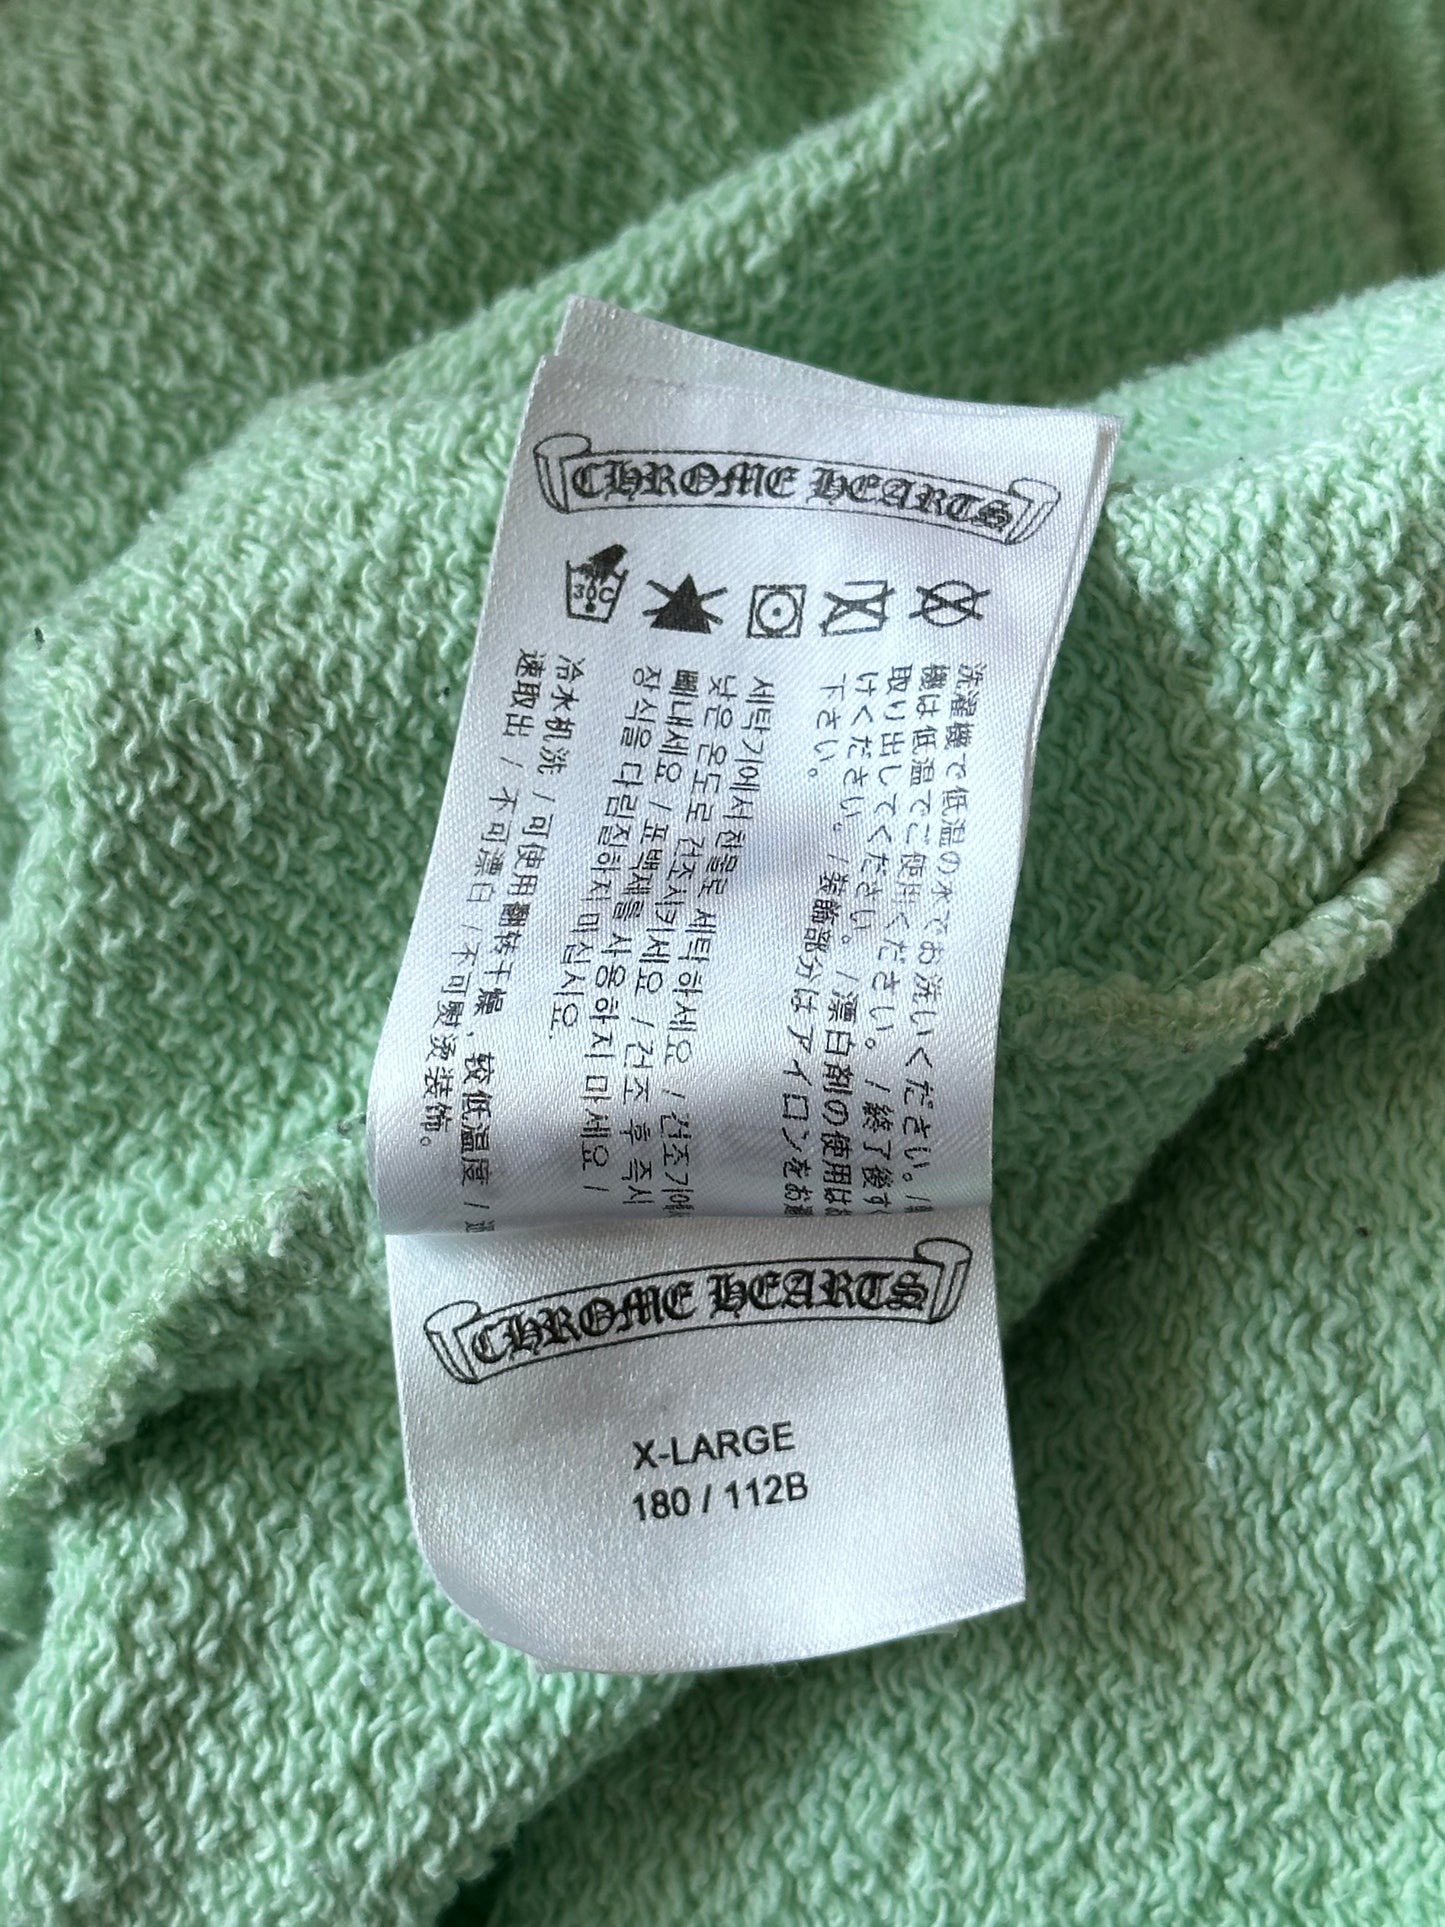 CHROME HEARTS
30C
洗濯機で低温の水でお洗いください。/
機は低温でご使用ください。/終了後す
取り出してください。/漂白剤の使用はお
けください。/装飾部分はアイロンをお避
下さい。
세탁기에서 찬물로 세탁하세요 / 건조기에서
낮은 온도로 건조시키세요 / 건조 후 즉시
빼내세요 / 표백제를 사용하지 마세요 /
장식을 다림질하지 마십시요.
冷水机洗 / 可使用翻转干燥、较低温度 /
速取出 / 不可漂白 / 不可熨烫装饰。
CHROME HEARTS
X-LARGE
180 / 112B